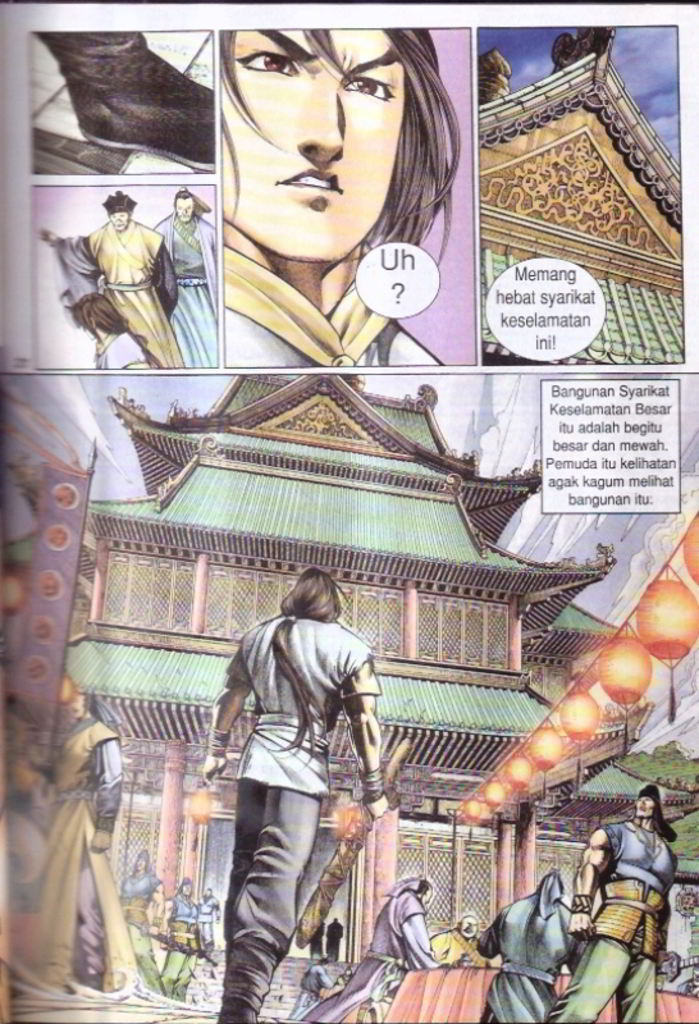 Uh
?
Memang
hebat syarikat
keselamatan
ini!
Bangunan Syarikat
Keselamatan Besar
itu adalah begitu
besar dan mewah.
Pemuda itu kelihatan
agak kagum melihat
bangunan itu: